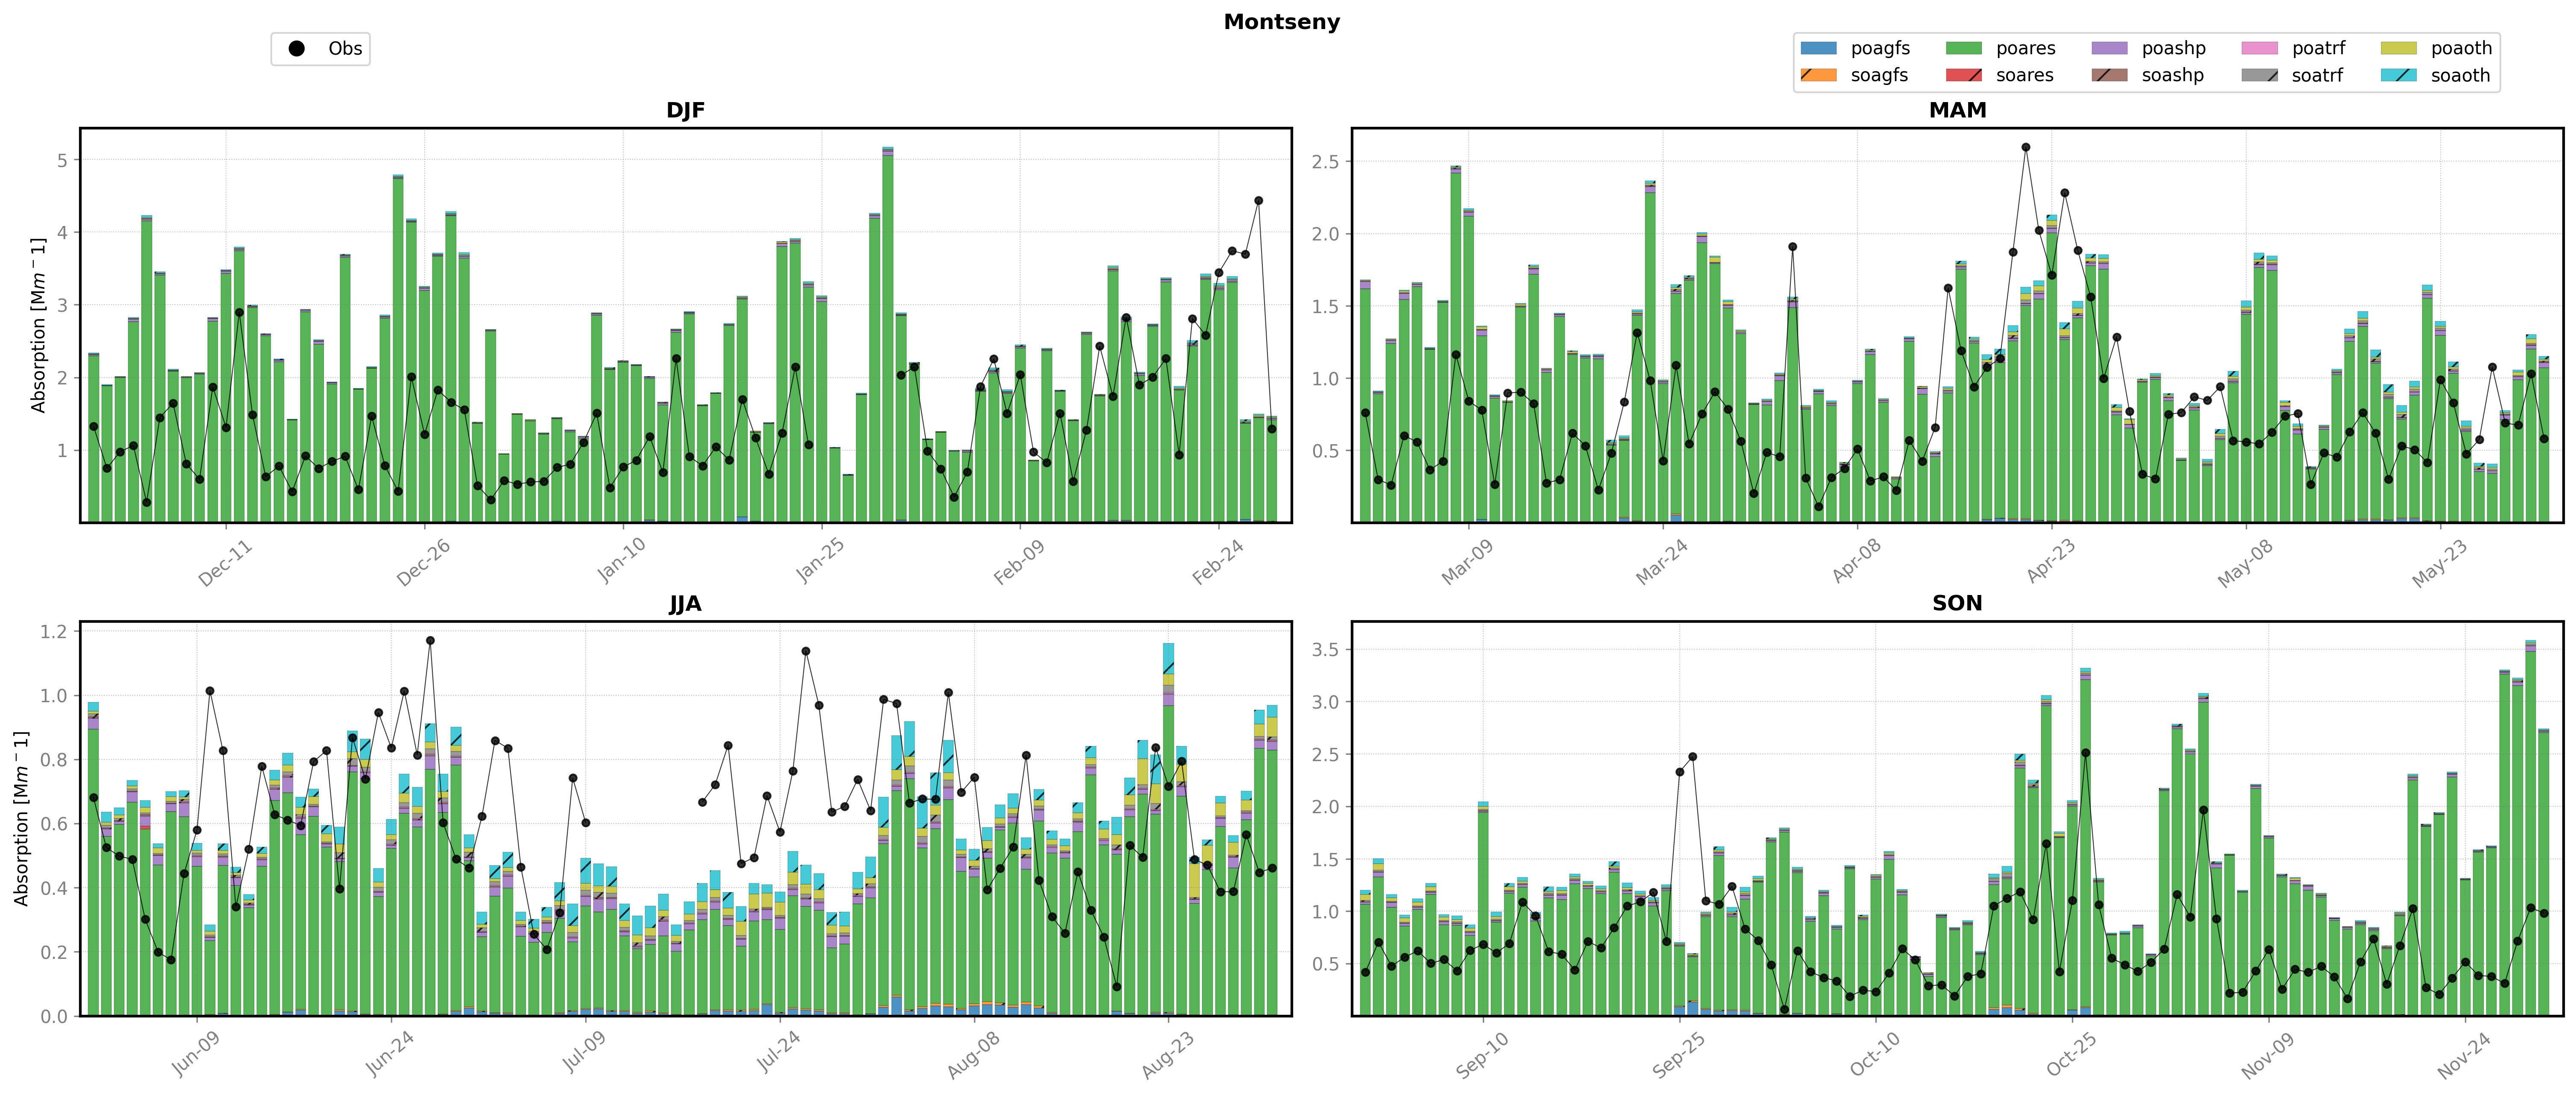 Montseny
Obs
poagfs poares poashp poatrf poaoth
soagfs soares soashp soatrf soaoth
DJF
MAM
Absorption [Mm⁻1]
5
4
3
2
1
Dec-11 Dec-26 Jan-10 Jan-25 Feb-09 Feb-24
2.5
2.0
1.5
1.0
0.5
Mar-09 Mar-24 Apr-08 Apr-23 May-08 May-23
JJA
SON
Absorption [Mm⁻1]
1.2
1.0
0.8
0.6
0.4
0.2
0.0
Jun-09 Jun-24 Jul-09 Jul-24 Aug-08 Aug-23
3.5
3.0
2.5
2.0
1.5
1.0
0.5
Sep-10 Sep-25 Oct-10 Oct-25 Nov-09 Nov-24